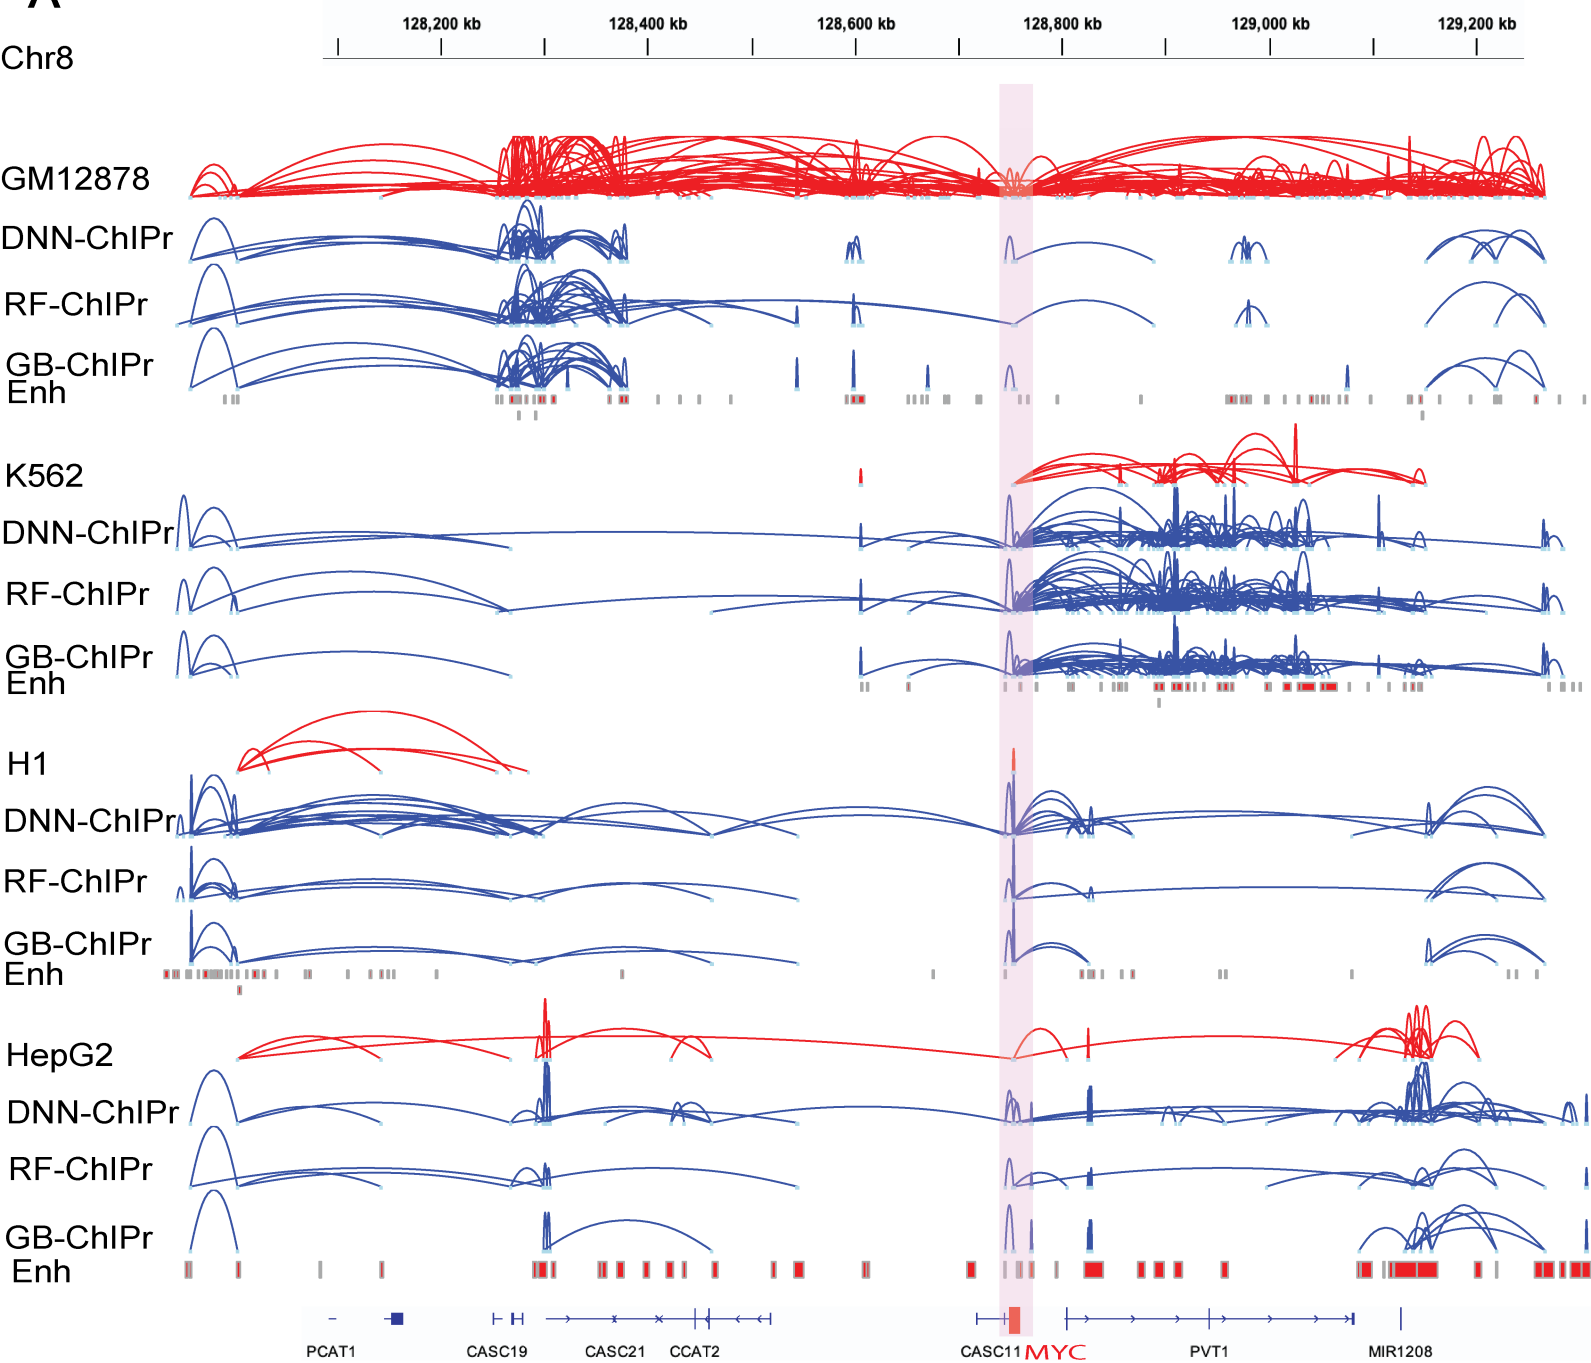 A
128,200 kb 128,400 kb 128,600 kb 128,800 kb 129,000 kb 129,200 kb
Chr8
GM12878
DNN-ChIPr
RF-ChIPr
GB-ChIPr
Enh
K562
DNN-ChIPr
RF-ChIPr
GB-ChIPr
Enh
H1
DNN-ChIPr
RF-ChIPr
GB-ChIPr
Enh
HepG2
DNN-ChIPr
RF-ChIPr
GB-ChIPr
Enh
PCAT1 CASC19 CASC21 CCAT2 CASC11 MYC PVT1 MIR1208